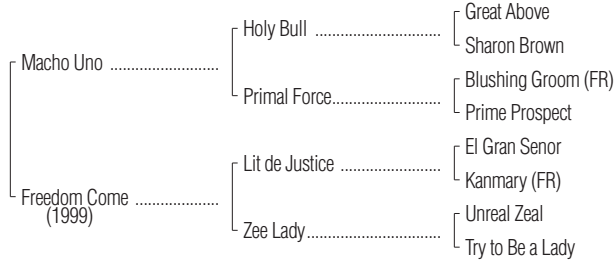 Great Above
Holy Bull ................................
Sharon Brown
Macho Uno ................................
Blushing Groom (FR)
Primal Force................................
Prime Prospect
El Gran Senor
Lit de Justice ................................
Kanmary (FR)
Freedom Come ................................
(1999)
Unreal Zeal
Zee Lady................................
Try to Be a Lady